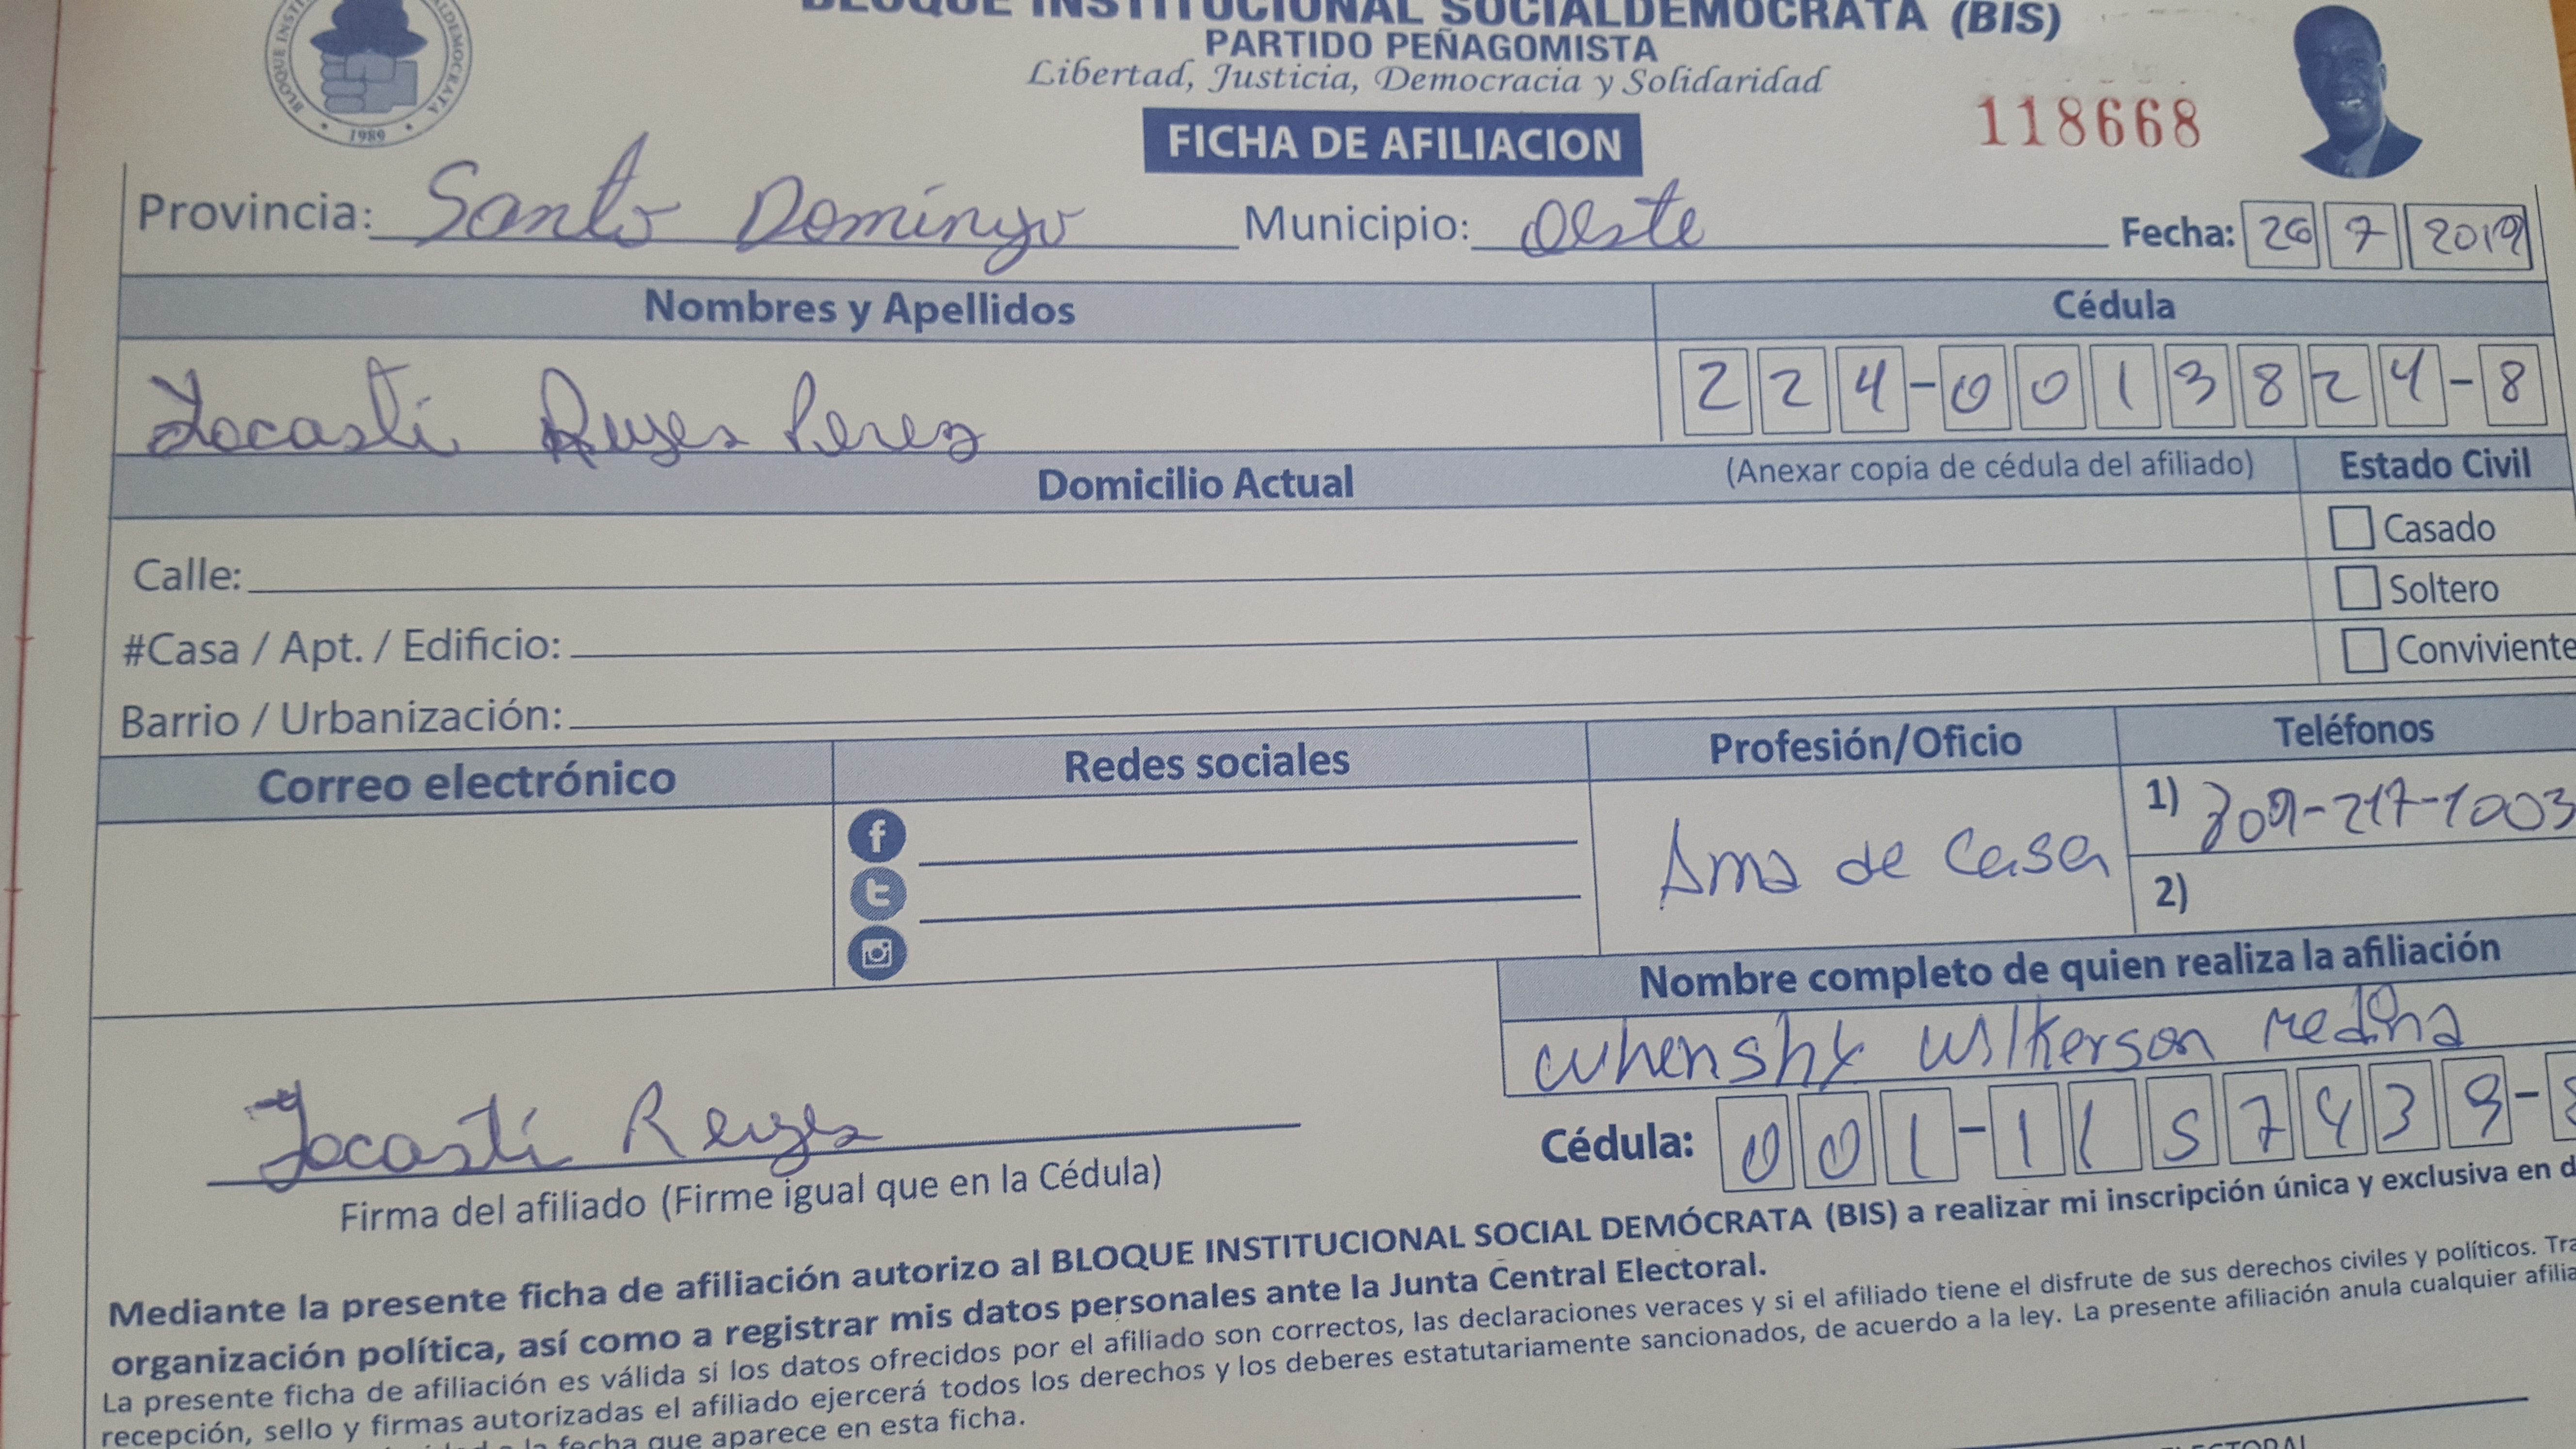 BLOQUE INSTITUCIONAL SOCIALDEMOCRATA (BIS)
PARTIDO PEÑAGOMISTA
Libertad, Justicia, Democracia y Solidaridad
1989
FICHA DE AFILIACION
118668
Provincia: Santo Domingo Municipio: Oeste Fecha: 26 7 2019
Nombres y Apellidos Cédula
Yocasti Reyes Perez 224-0013824-8
Domicilio Actual (Anexar copia de cédula del afiliado) Estado Civil
Casado
Calle:
Soltero
#Casa / Apt. / Edificio:
Conviviente
Barrio / Urbanización:
Correo electrónico Redes sociales Profesión/Oficio Teléfonos
Ama de Casa 1) 809-217-1003
2)
Nombre completo de quien realiza la afiliación
whenshy wilkerson medina
Cédula: 001-1157439-
Yocasti Reyes
Firma del afiliado (Firme igual que en la Cédula)
Mediante la presente ficha de afiliación autorizo al BLOQUE INSTITUCIONAL SOCIAL DEMÓCRATA (BIS) a realizar mi inscripción única y exclusiva en
organización política, así como a registrar mis datos personales ante la Junta Central Electoral.
La presente ficha de afiliación es válida si los datos ofrecidos por el afiliado son correctos, las declaraciones veraces y si el afiliado tiene el disfrute de sus derechos civiles y políticos.
recepción, sello y firmas autorizadas el afiliado ejercerá todos los derechos y los deberes estatutariamente sancionados, de acuerdo a la ley. La presente afiliación anula cualquier
la fecha que aparece en esta ficha.